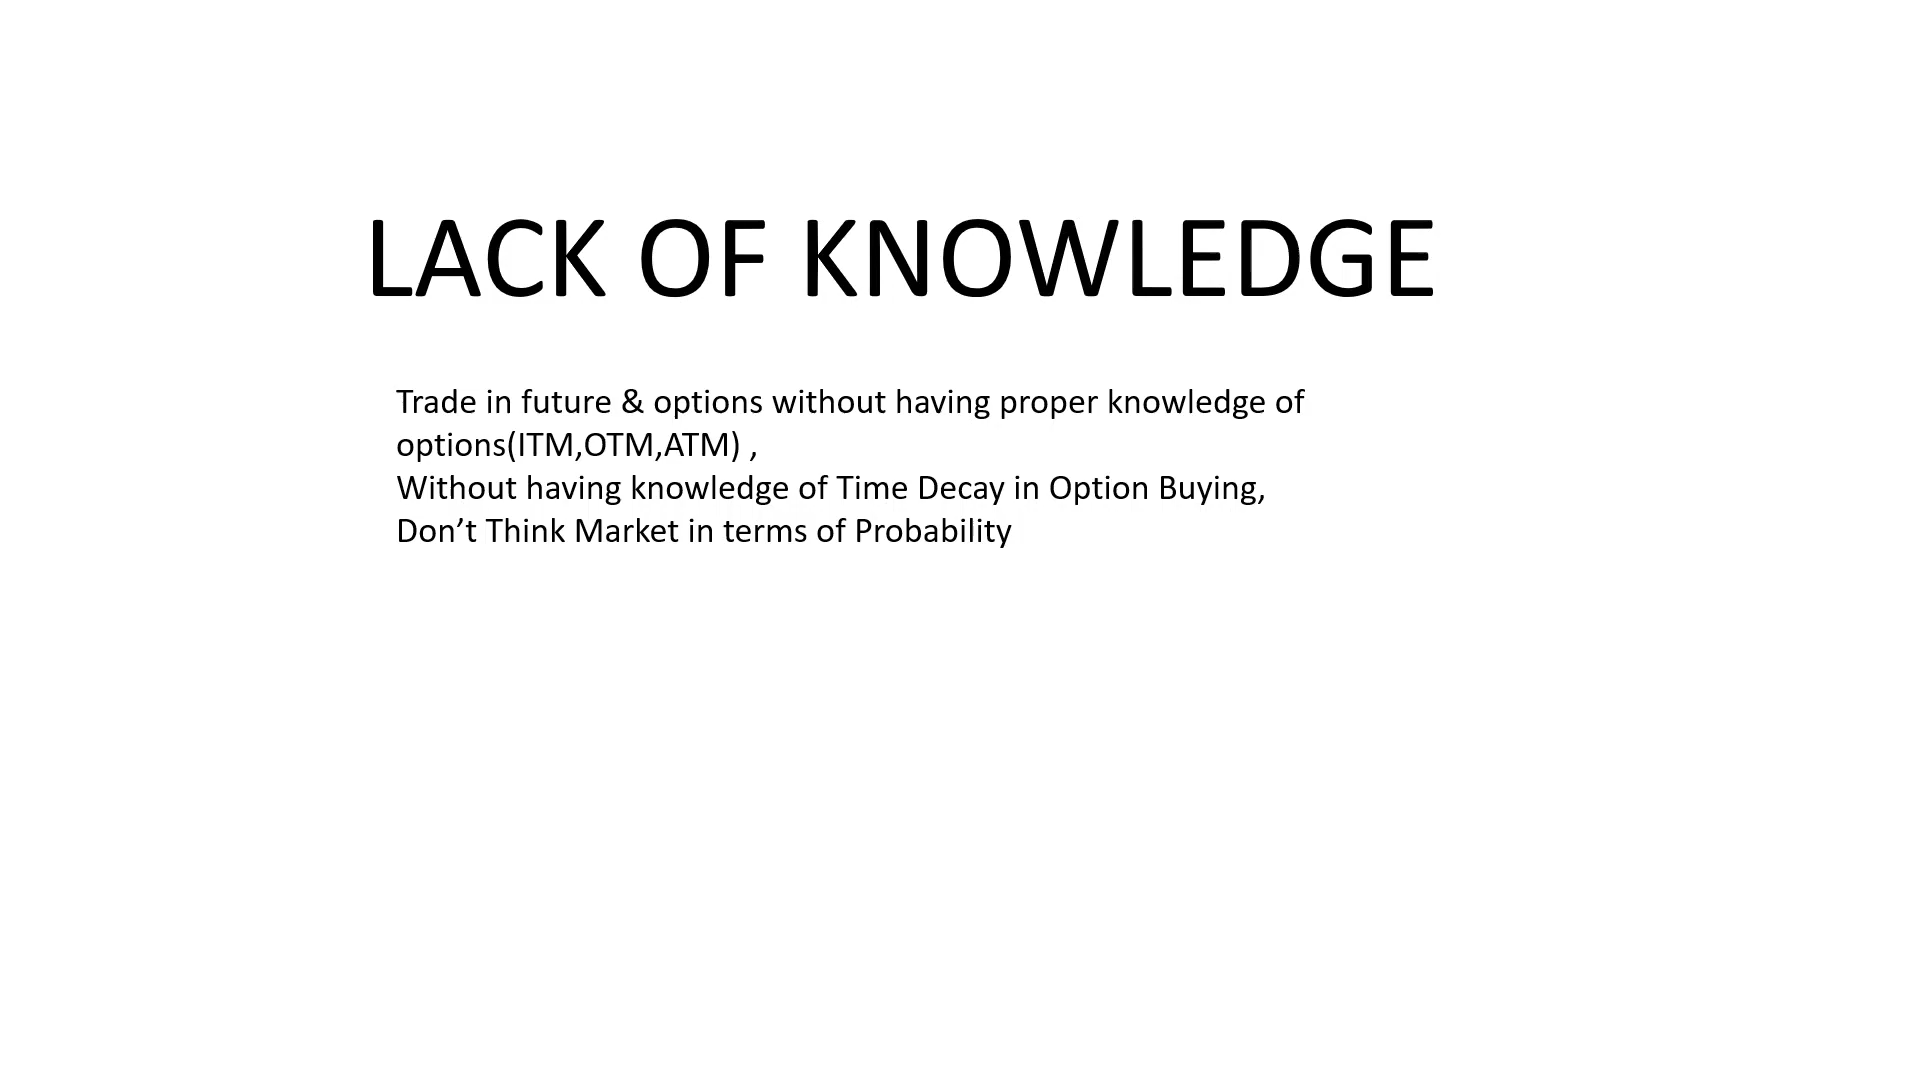 LACK OF KNOWLEDGE
Trade in future & options without having proper knowledge of
options(ITM,OTM,ATM) ,
Without having knowledge of Time Decay in Option Buying,
Don’t Think Market in terms of Probability